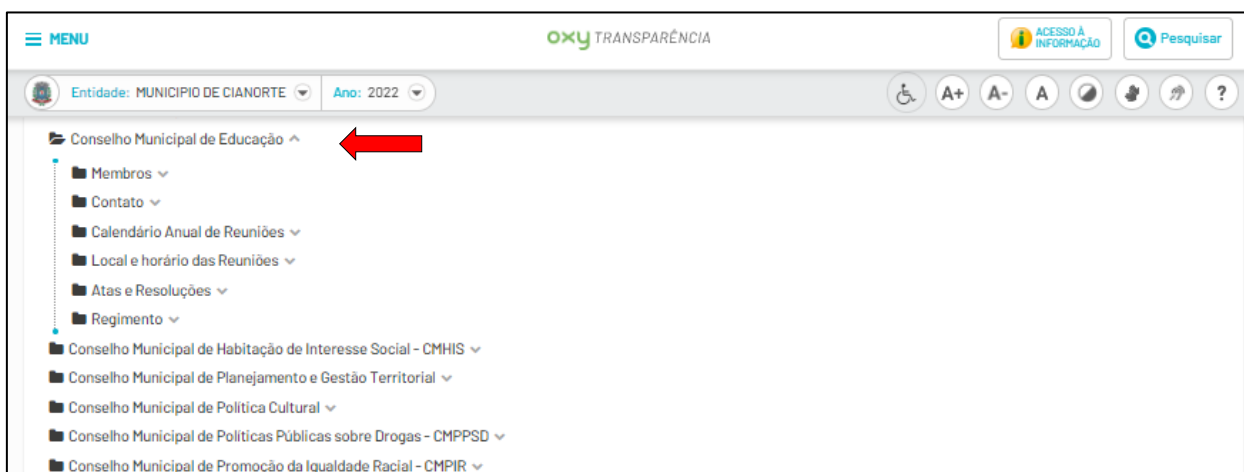 MENU
oxy TRANSPARÊNCIA
ACESSO À
INFORMAÇÃO
Pesquisar
Entidade: MUNICIPIO DE CIANORTE
Ano: 2022
A+
A-
A
?
Conselho Municipal de Educação
Membros
Contato
Calendário Anual de Reuniões
Local e horário das Reuniões
Atas e Resoluções
Regimento
Conselho Municipal de Habitação de Interesse Social - CMHIS
Conselho Municipal de Planejamento e Gestão Territorial
Conselho Municipal de Política Cultural
Conselho Municipal de Políticas Públicas sobre Drogas - CMPPSD
Conselho Municipal de Promoção da Igualdade Racial - CMPIR